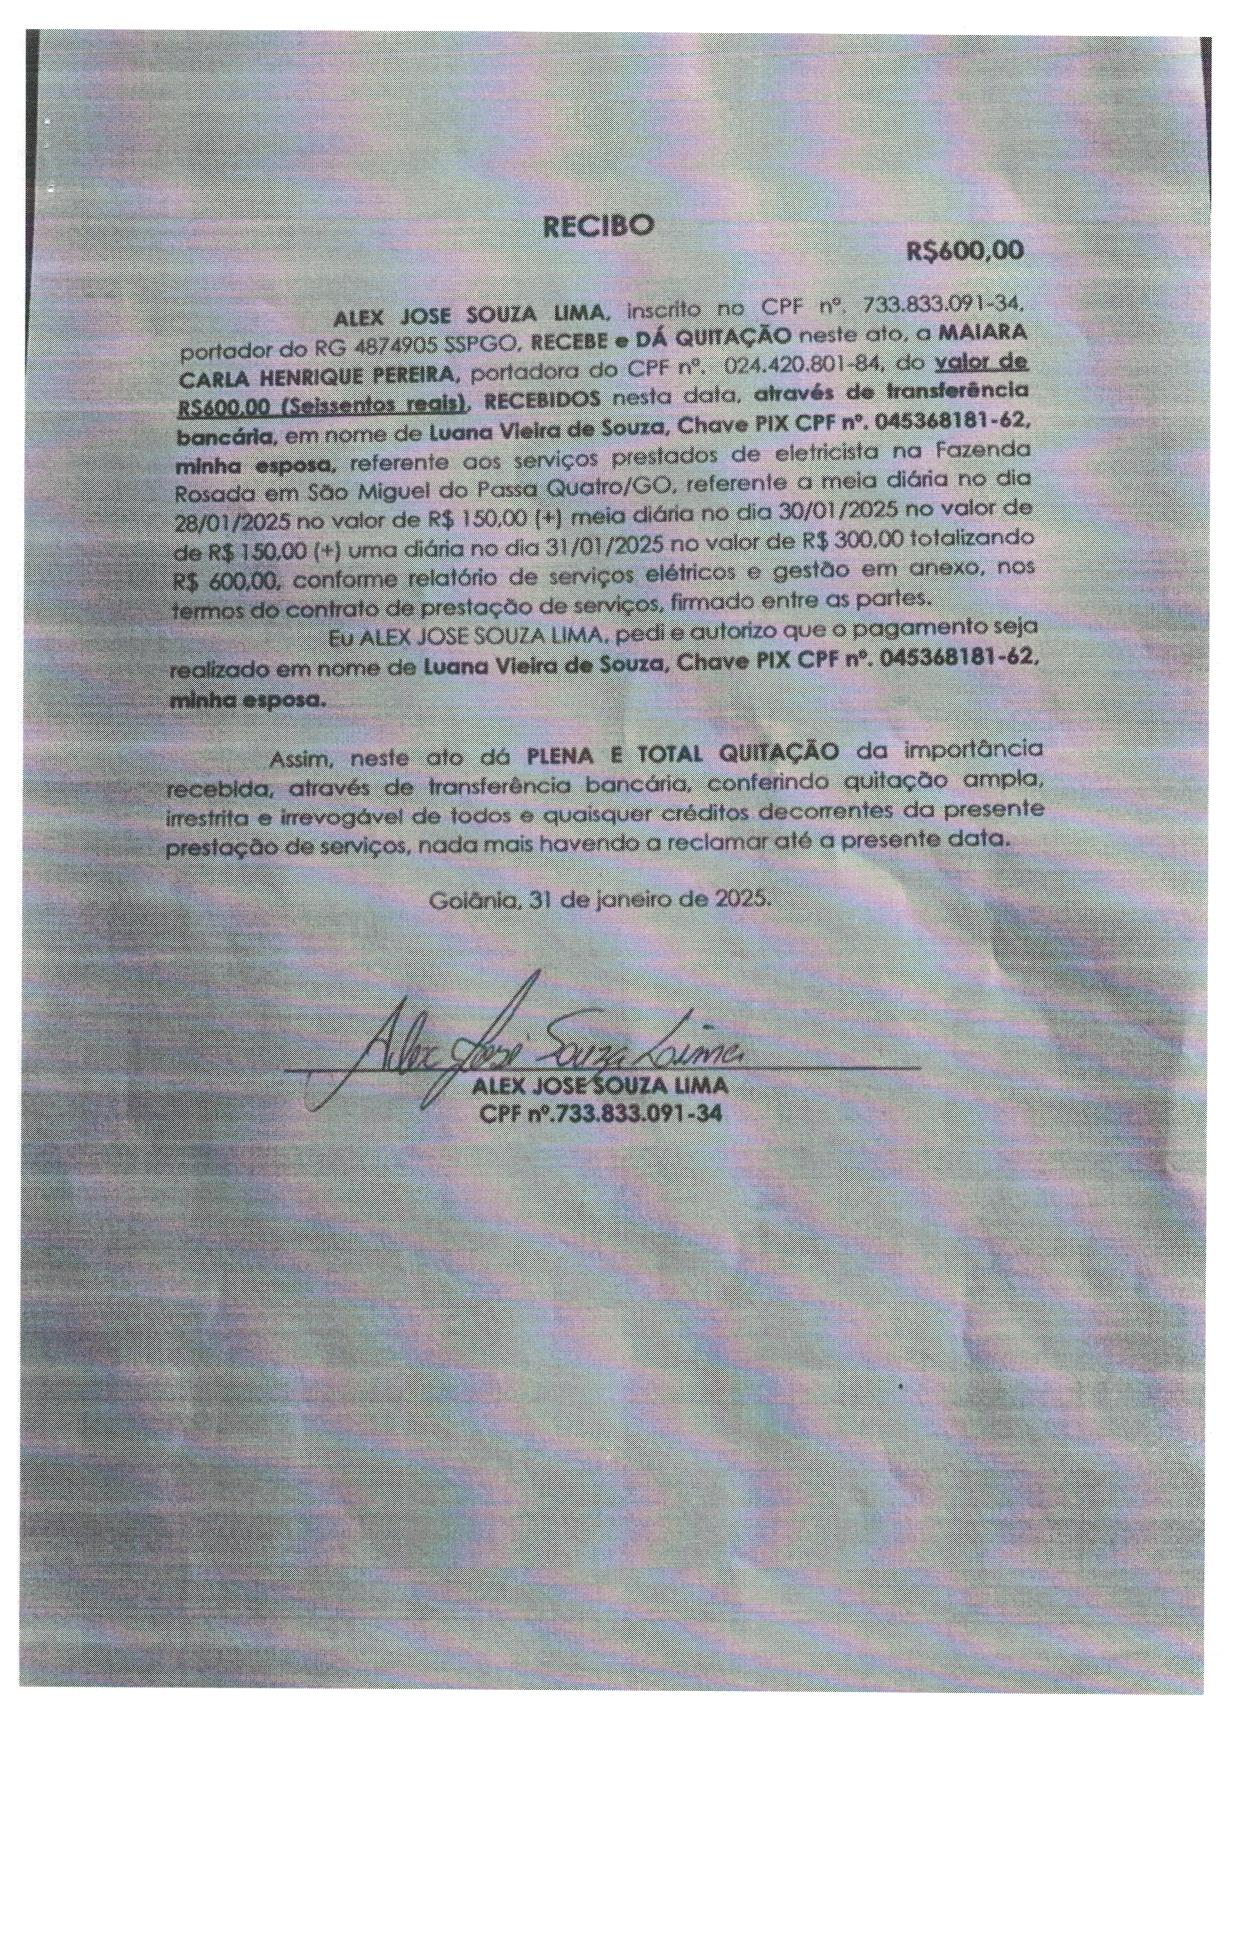 RECIBO
R$600,00
ALEX JOSE SOUZA LIMA, inscrito no CPF nº. 733.833.091-34,
portador do RG 4874905 SSPGO, RECEBE e DÁ QUITAÇÃO neste ato, a MAIARA
CARLA HENRIQUE PEREIRA, portadora do CPF nº. 024.420.801-84, do valor de
R$600,00 (Seissentos reais), RECEBIDOS nesta data, através de transferência
bancária, em nome de Luana Vieira de Souza, Chave PIX CPF nº. 045368181-62,
minha esposa, referente aos serviços prestados de eletricista na Fazenda
Rosada em São Miguel do Passa Quatro/GO, referente a meia diária no dia
28/01/2025 no valor de R$ 150,00 (+) meia diária no dia 30/01/2025 no valor de
de R$ 150,00 (+) uma diária no dia 31/01/2025 no valor de R$ 300,00 totalizando
R$ 600,00, conforme relatório de serviços elétricos e gestão em anexo, nos
termos do contrato de prestação de serviços, firmado entre as partes.
Eu ALEX JOSE SOUZA LIMA, pedi e autorizo que o pagamento seja
realizado em nome de Luana Vieira de Souza, Chave PIX CPF nº. 045368181-62,
minha esposa.
Assim, neste ato dá PLENA E TOTAL QUITAÇÃO da importância
recebida, através de transferência bancária, conferindo quitação ampla,
irrestrita e irrevogável de todos e quaisquer créditos decorrentes da presente
prestação de serviços, nada mais havendo a reclamar até a presente data.
Goiânia, 31 de janeiro de 2025.
Alex José Souza Lima
ALEX JOSE SOUZA LIMA
CPF nº.733.833.091-34